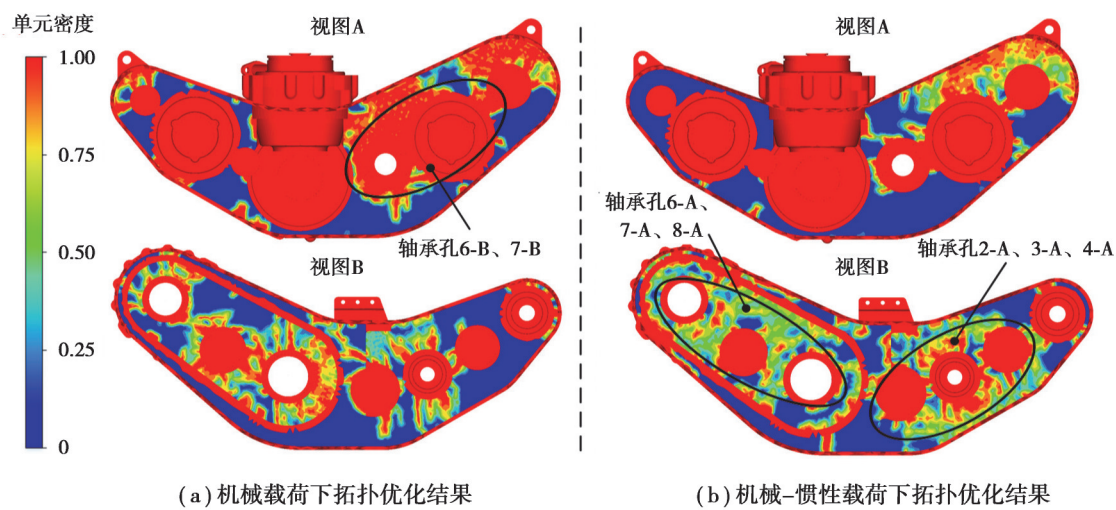 单元密度
1.00
0.75
0.50
0.25
0
视图A
轴承孔6-B、7-B
视图B
(a)机械载荷下拓扑优化结果
视图A
轴承孔6-A、
7-A、8-A
轴承孔2-A、3-A、4-A
视图B
(b)机械-惯性载荷下拓扑优化结果